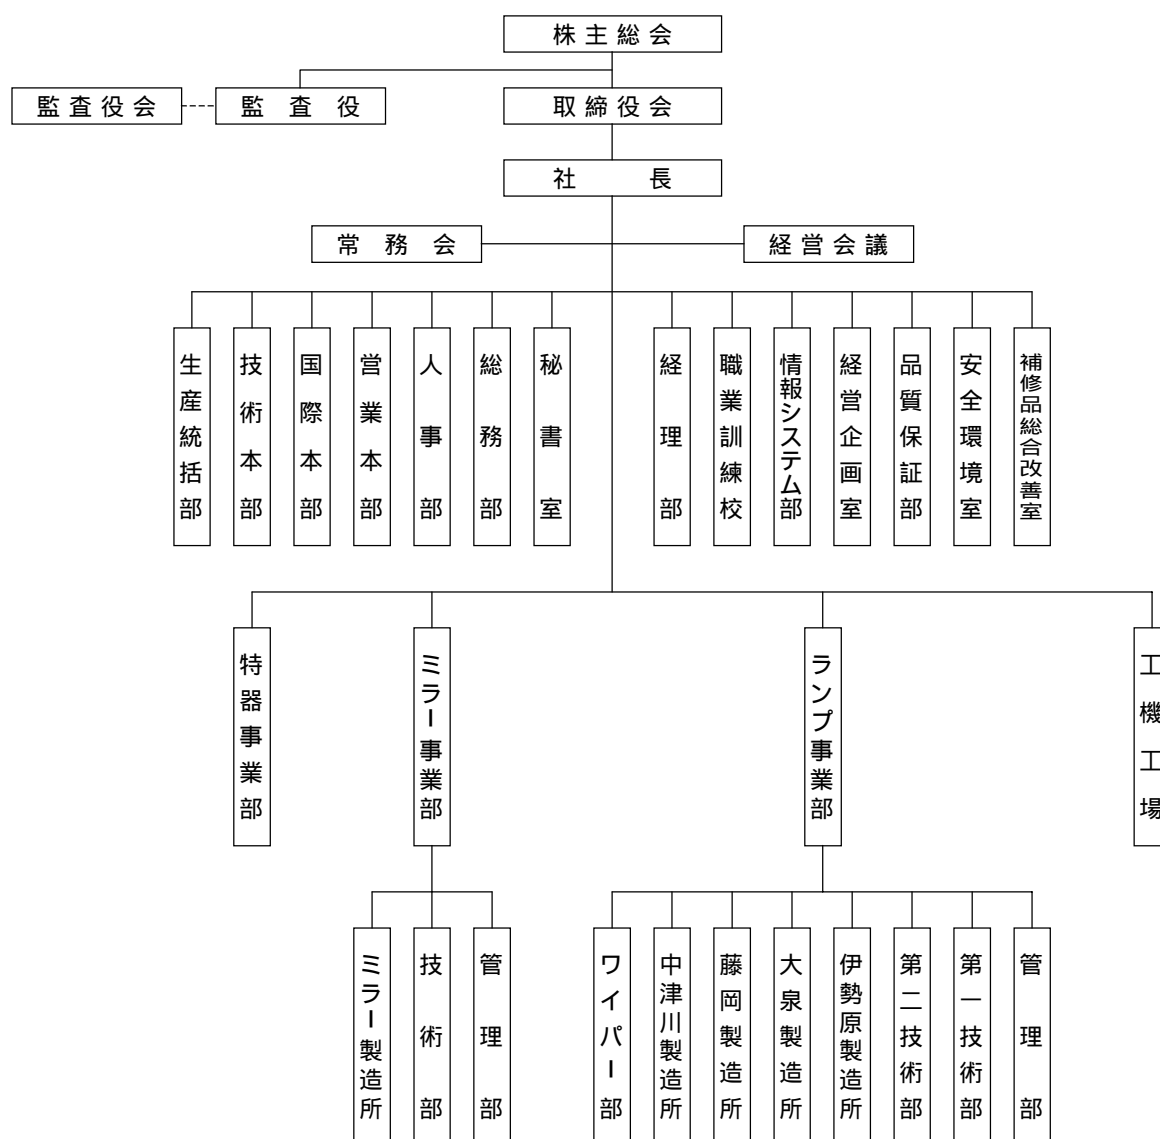 株主総会
監査役会
監査役
取締役会
社長
常務会
経営会議
生産統括部
技術本部
国際本部
営業本部
人事部
総務部
秘書室
経理部
職業訓練校
情報システム部
経営企画室
品質保証部
安全環境室
補修品総合改善室
特器事業部
ミラー事業部
ランプ事業部
工機工場
ミラー製造所
技術部
管理部
ワイパー部
中津川製造所
藤岡製造所
大泉製造所
伊勢原製造所
第二技術部
第一技術部
管理部